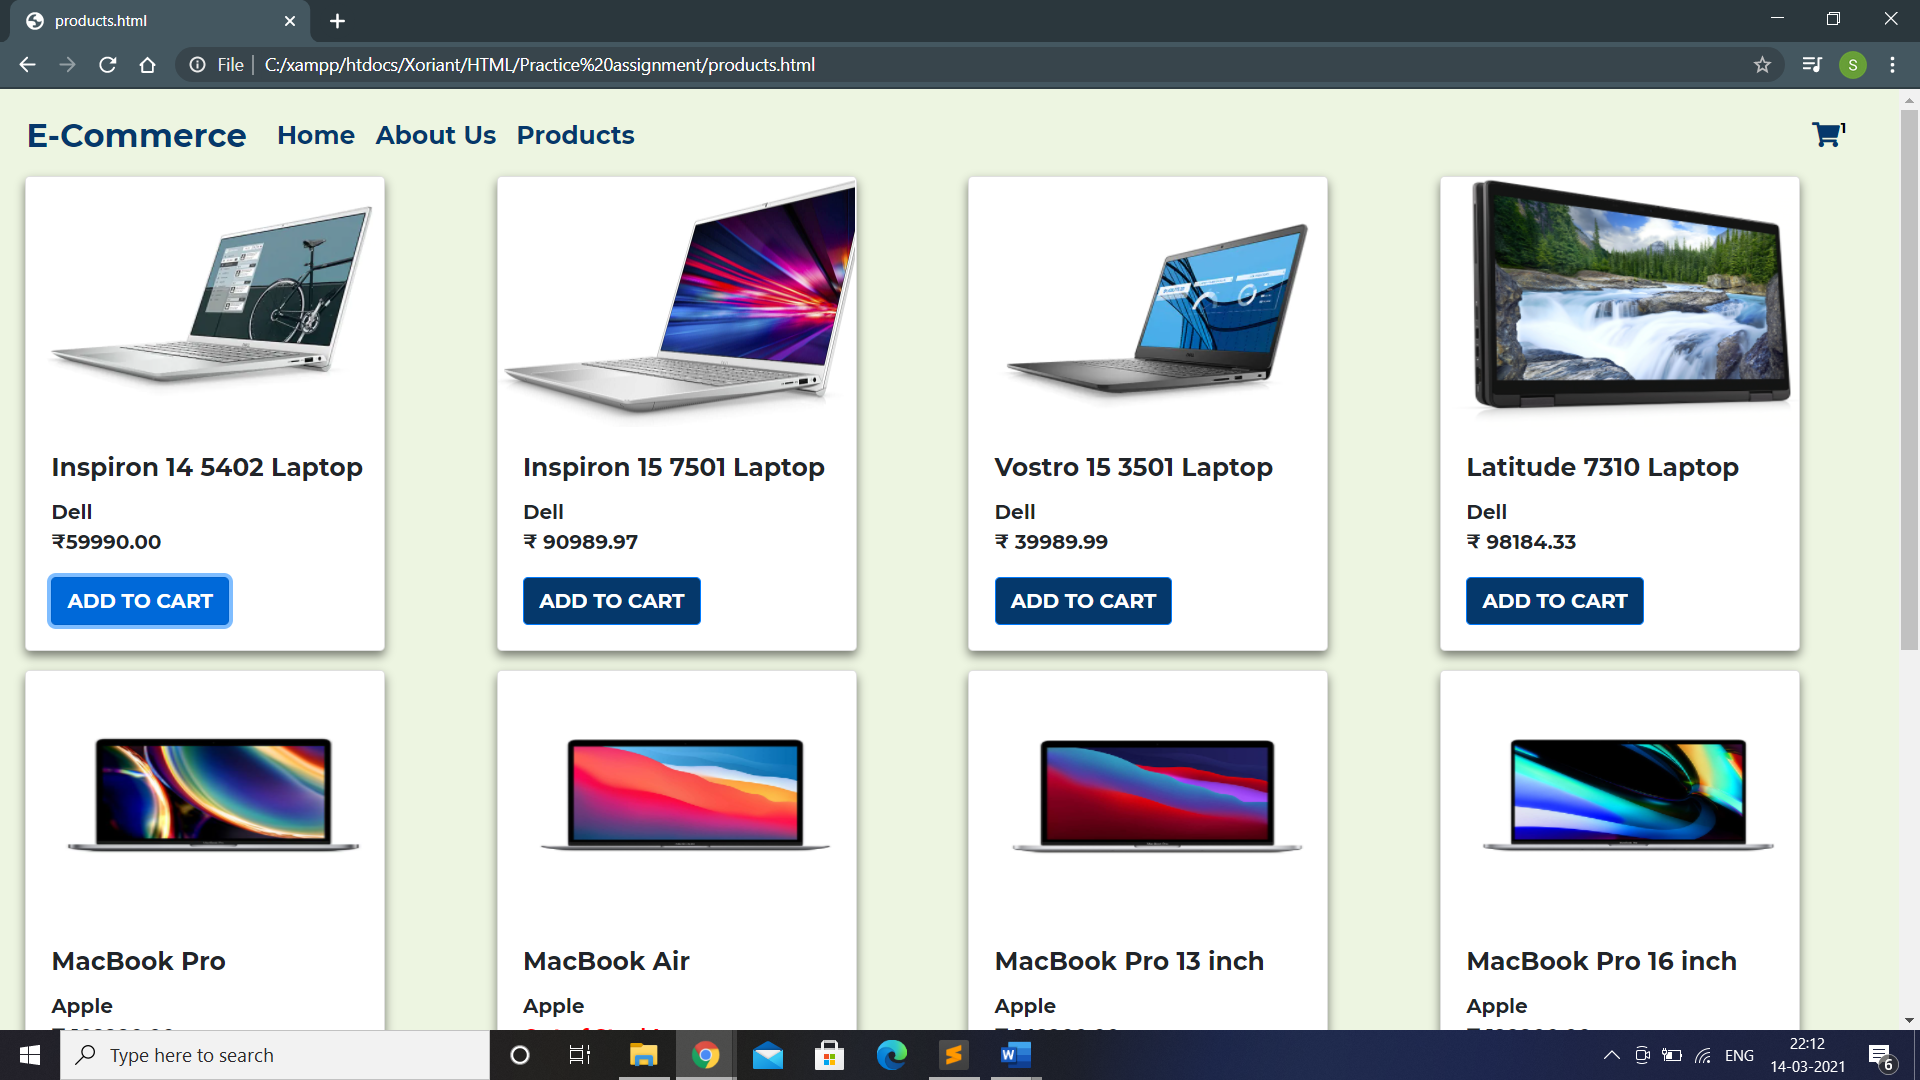 products.html
File
C:/xampp/htdocs/Xoriant/HTML/Practice%20assignment/products.html
S
E-Commerce Home About Us Products
1
Inspiron 14 5402 Laptop
Dell
₹59990.00
ADD TO CART
Inspiron 15 7501 Laptop
Dell
₹ 90989.97
ADD TO CART
Vostro 15 3501 Laptop
Dell
₹ 39989.99
ADD TO CART
Latitude 7310 Laptop
Dell
₹ 98184.33
ADD TO CART
MacBook Pro
Apple
MacBook Air
Apple
MacBook Pro 13 inch
Apple
MacBook Pro 16 inch
Apple
Type here to search
ENG
22:12
14-03-2021
6